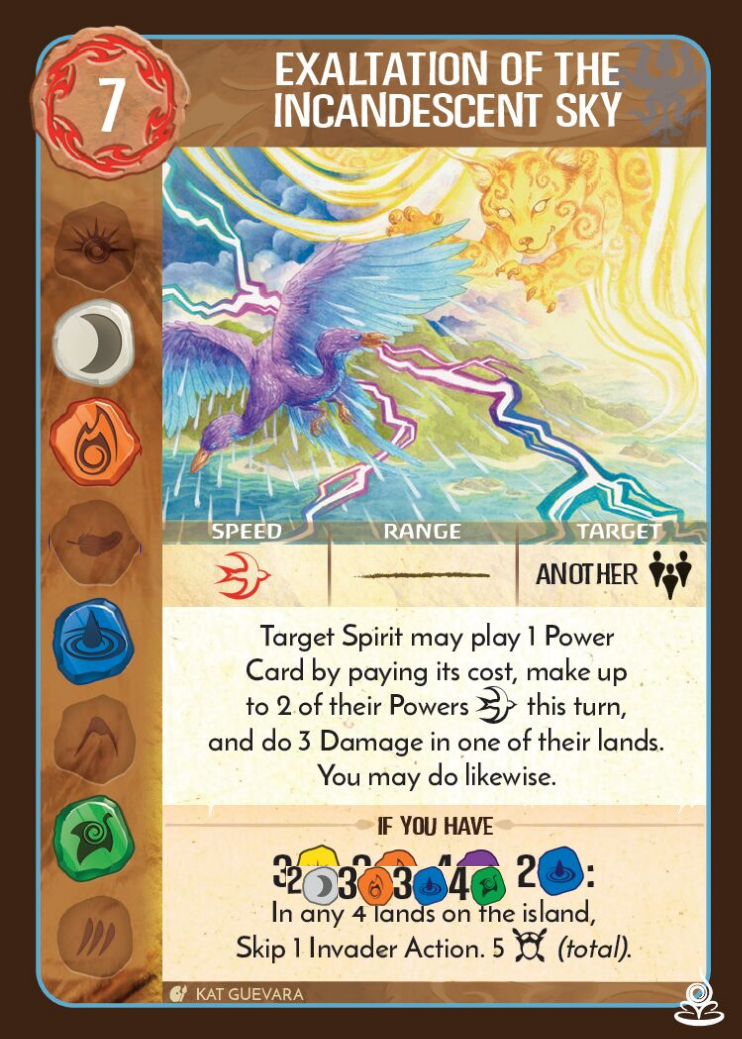 7
EXALTATION OF THE
INCANDESCENT SKY
SPEED RANGE TARGET
ANOTHER
Target Spirit may play 1 Power
Card by paying its cost, make up
to 2 of their Powers this turn,
and do 3 Damage in one of their lands.
You may do likewise.
IF YOU HAVE
3 2 :
2 3 3 4
In any 4 lands on the island,
Skip 1 Invader Action. 5 (total).
KAT GUEVARA